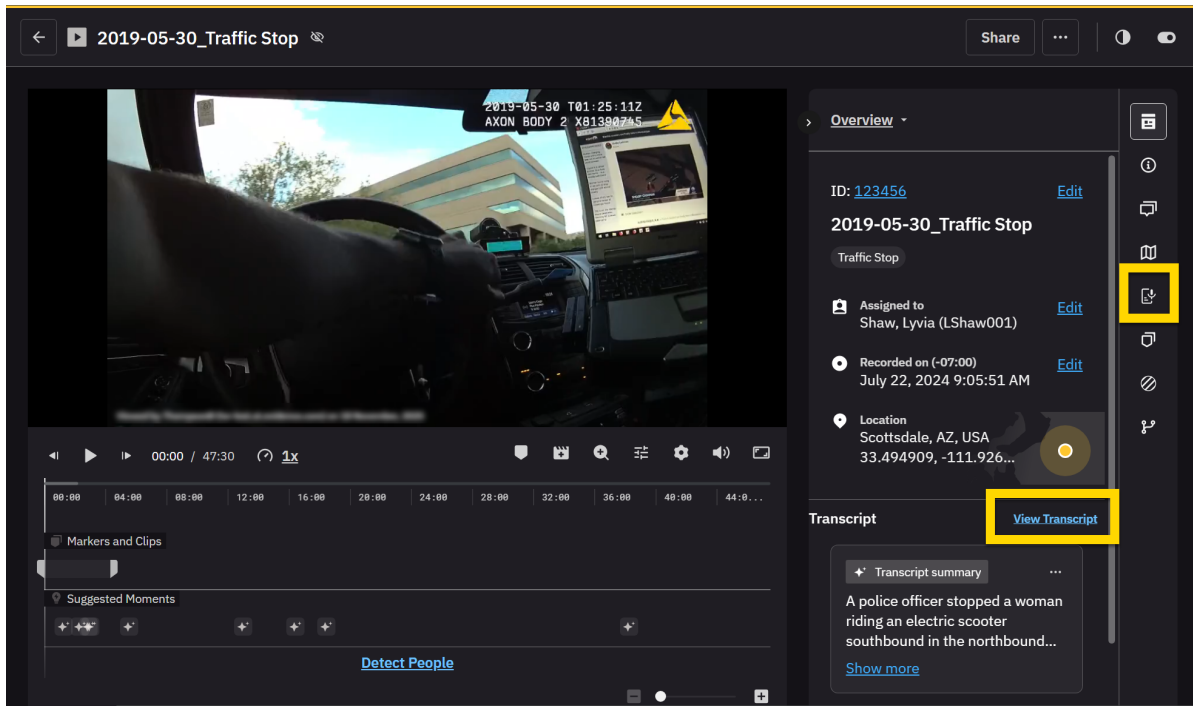 2019-05-30_Traffic Stop
Share
2019-05-30 T01:25:11Z
AXON BODY 2 X81390745
00:00 / 47:30
1x
00:00 04:00 08:00 12:00 16:00 20:00 24:00 28:00 32:00 36:00 40:00 44:0...
Markers and Clips
Suggested Moments
Detect People
Overview
ID: 123456 Edit
2019-05-30_Traffic Stop
Traffic Stop
Assigned to Edit
Shaw, Lyvia (LShaw001)
Recorded on (-07:00) Edit
July 22, 2024 9:05:51 AM
Location
Scottsdale, AZ, USA
33.494909, -111.926...
Transcript View Transcript
Transcript summary ...
A police officer stopped a woman
riding an electric scooter
southbound in the northbound...
Show more